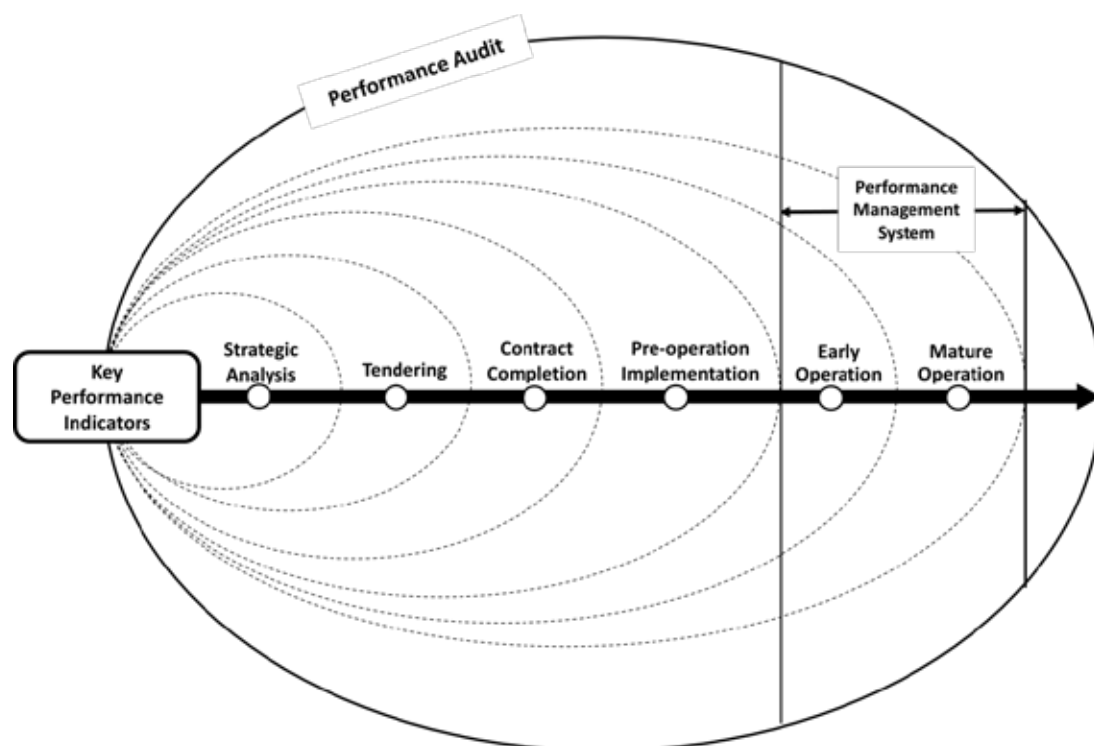 Performance Audit
Performance
Management
System
Key
Performance
Indicators
Strategic
Analysis
Tendering
Contract
Completion
Pre-operation
Implementation
Early
Operation
Mature
Operation